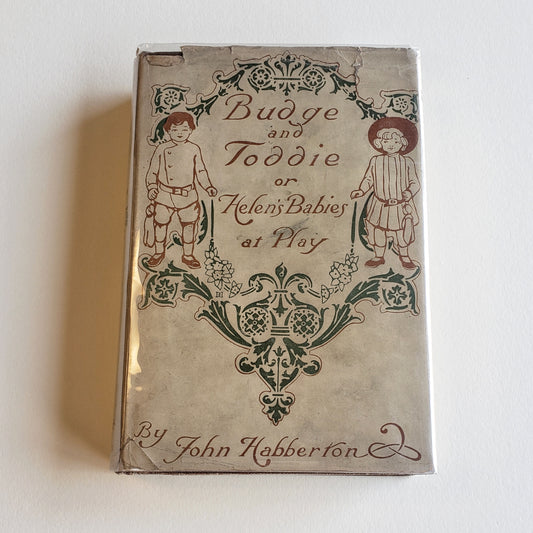 Budge
and
Toddie
or
Helen's Babies
at Play
By John Habberton